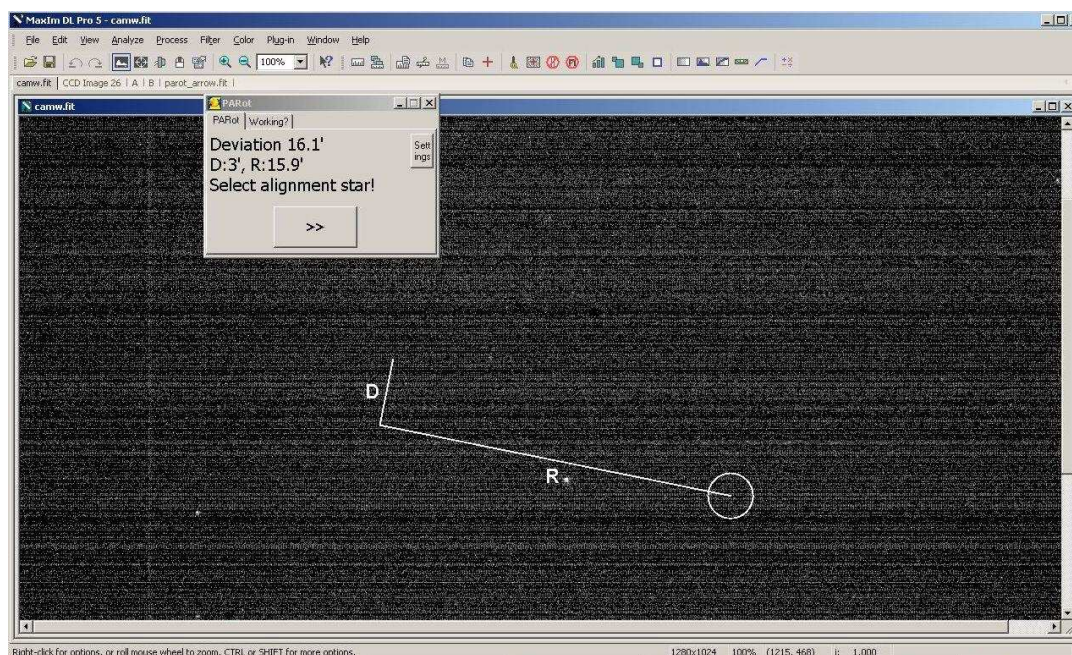 MaxIm DL Pro 5 - camw.fit
File Edit View Analyze Process Filter Color Plug-in Window Help
100%
camw.fit CCD Image 26 A B parot_arrow.fit
camw.fit
PARot
PARot Working?
Deviation 16.1'
D:3', R:15.9'
Select alignment star!
Sett
ings
>>
D
R
Right-click for options, or roll mouse wheel to zoom. CTRL or SHIFT for more options. 1280x1024 100% (1215, 468) i: 1.000